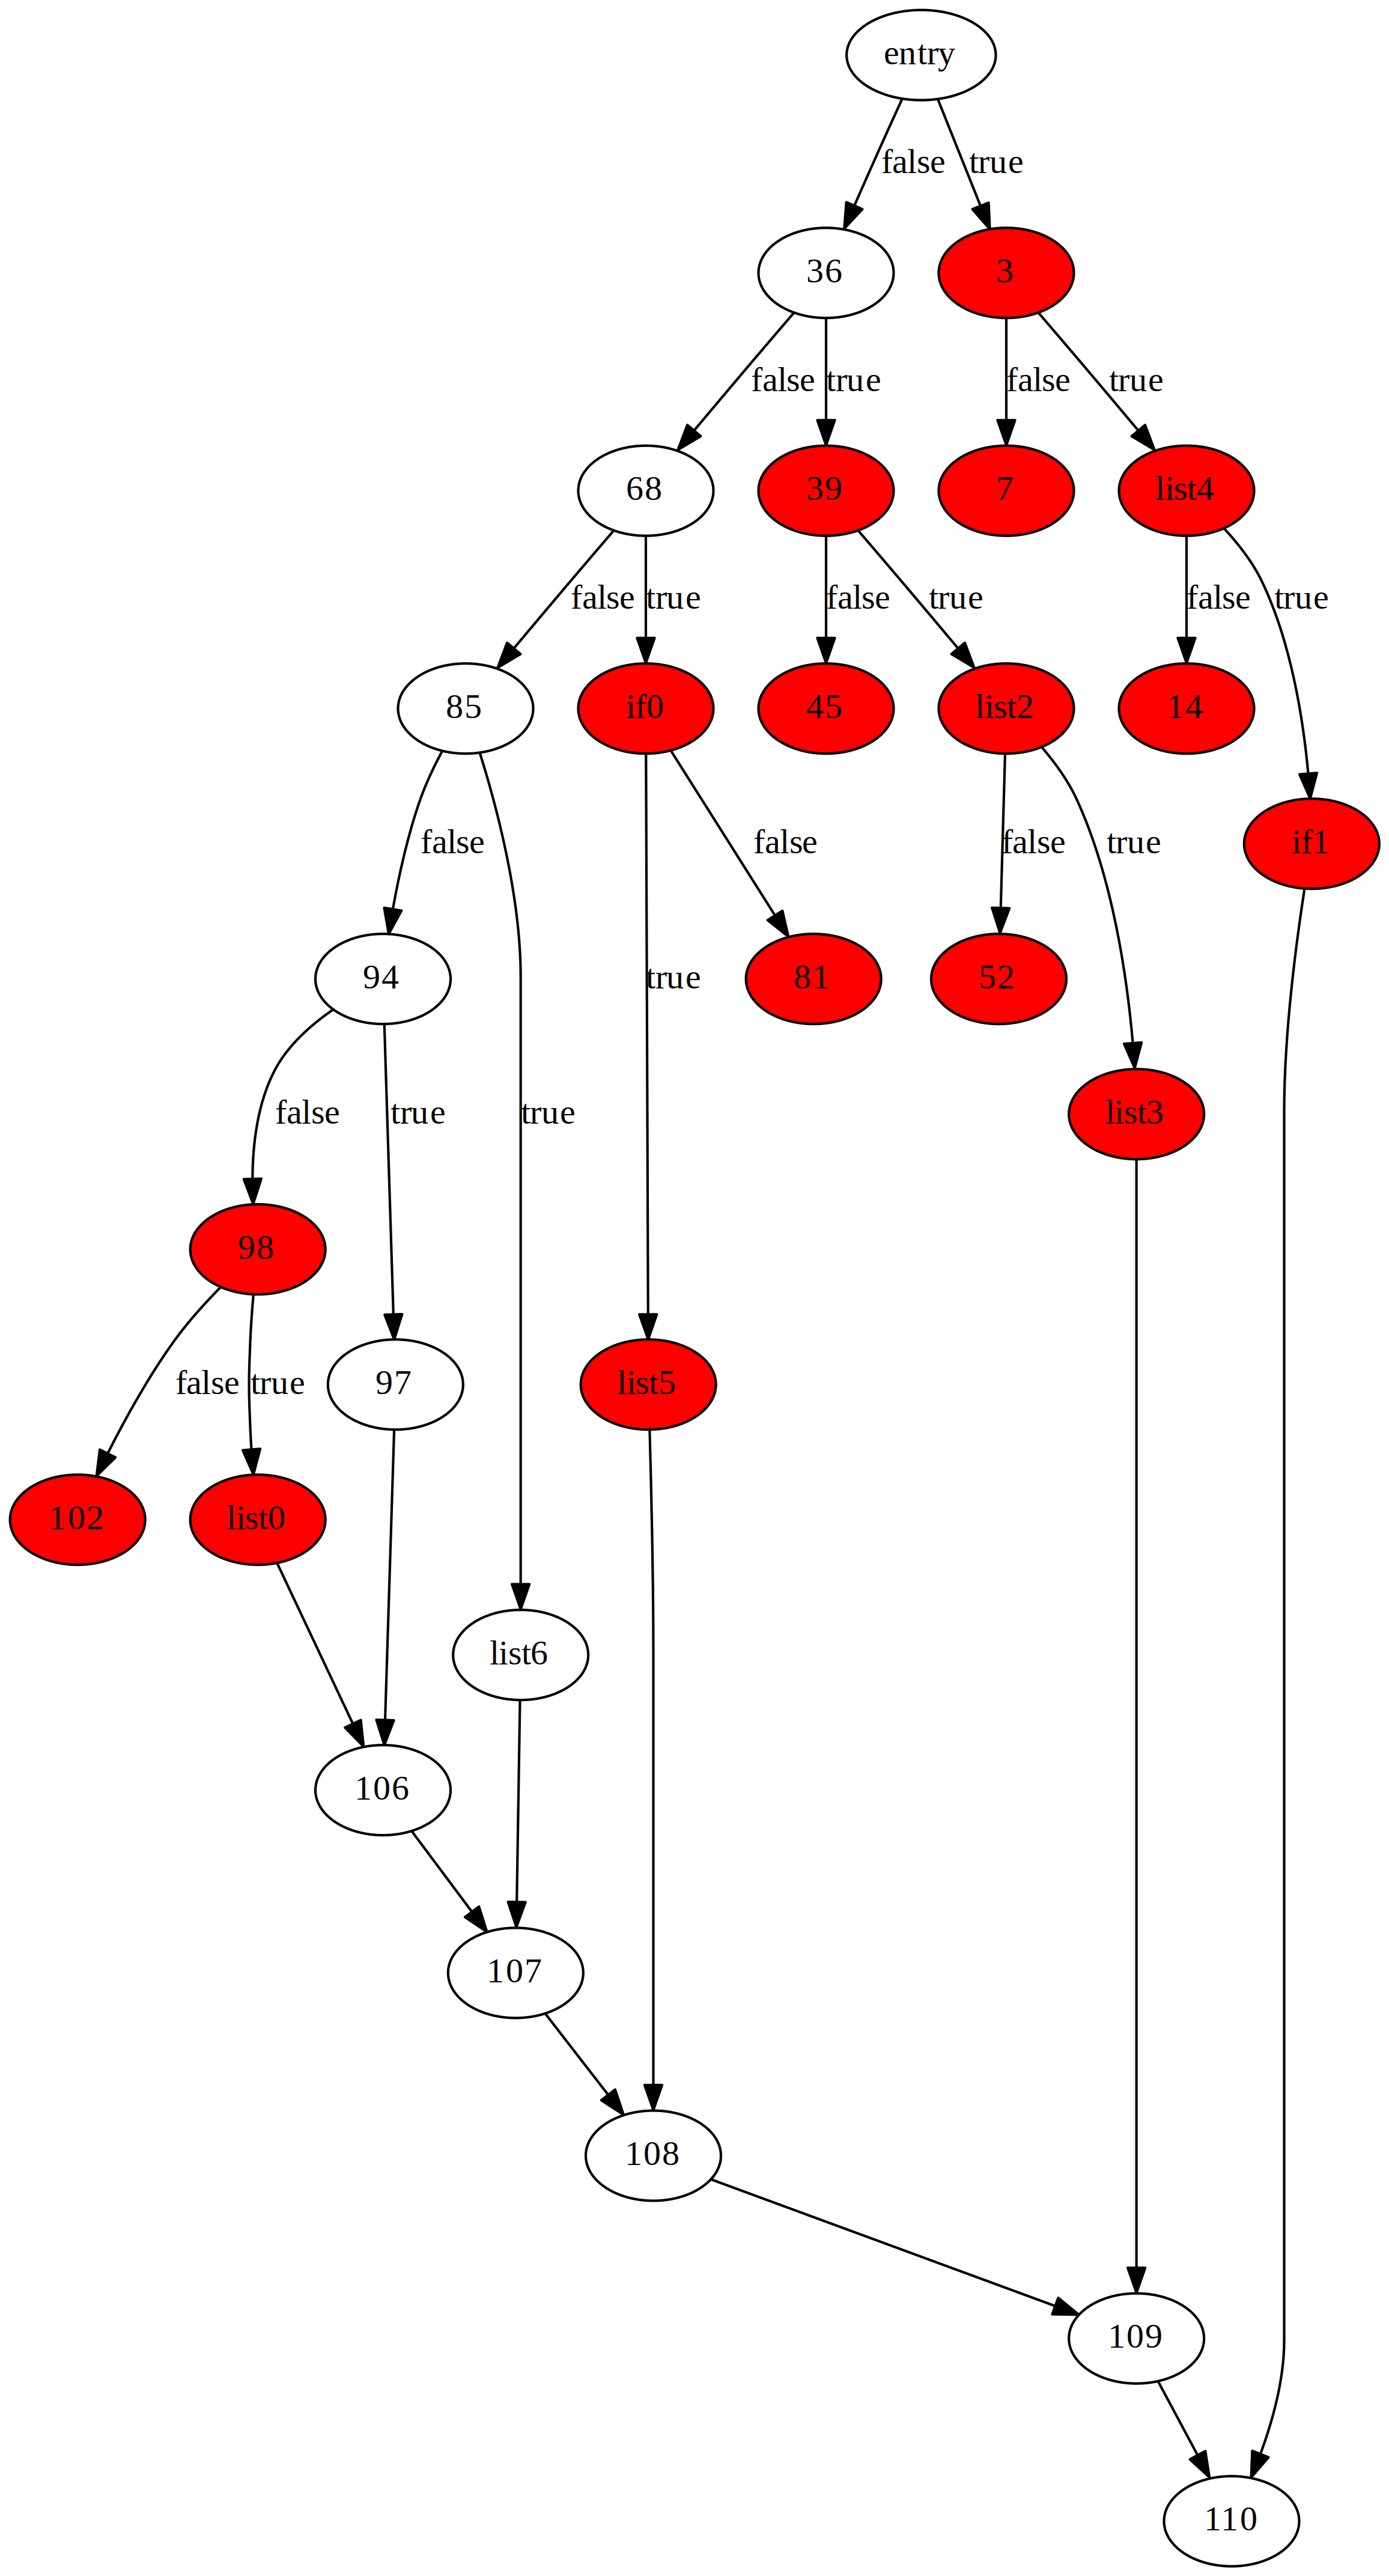 entry
false
true
36
3
false
true
false
true
68
39
7
list4
false
true
false
true
false
true
85
if0
45
list2
14
if1
false
false
false
true
94
true
81
52
false
true
true
list3
98
false
true
97
list5
102
list0
list6
106
107
108
109
110